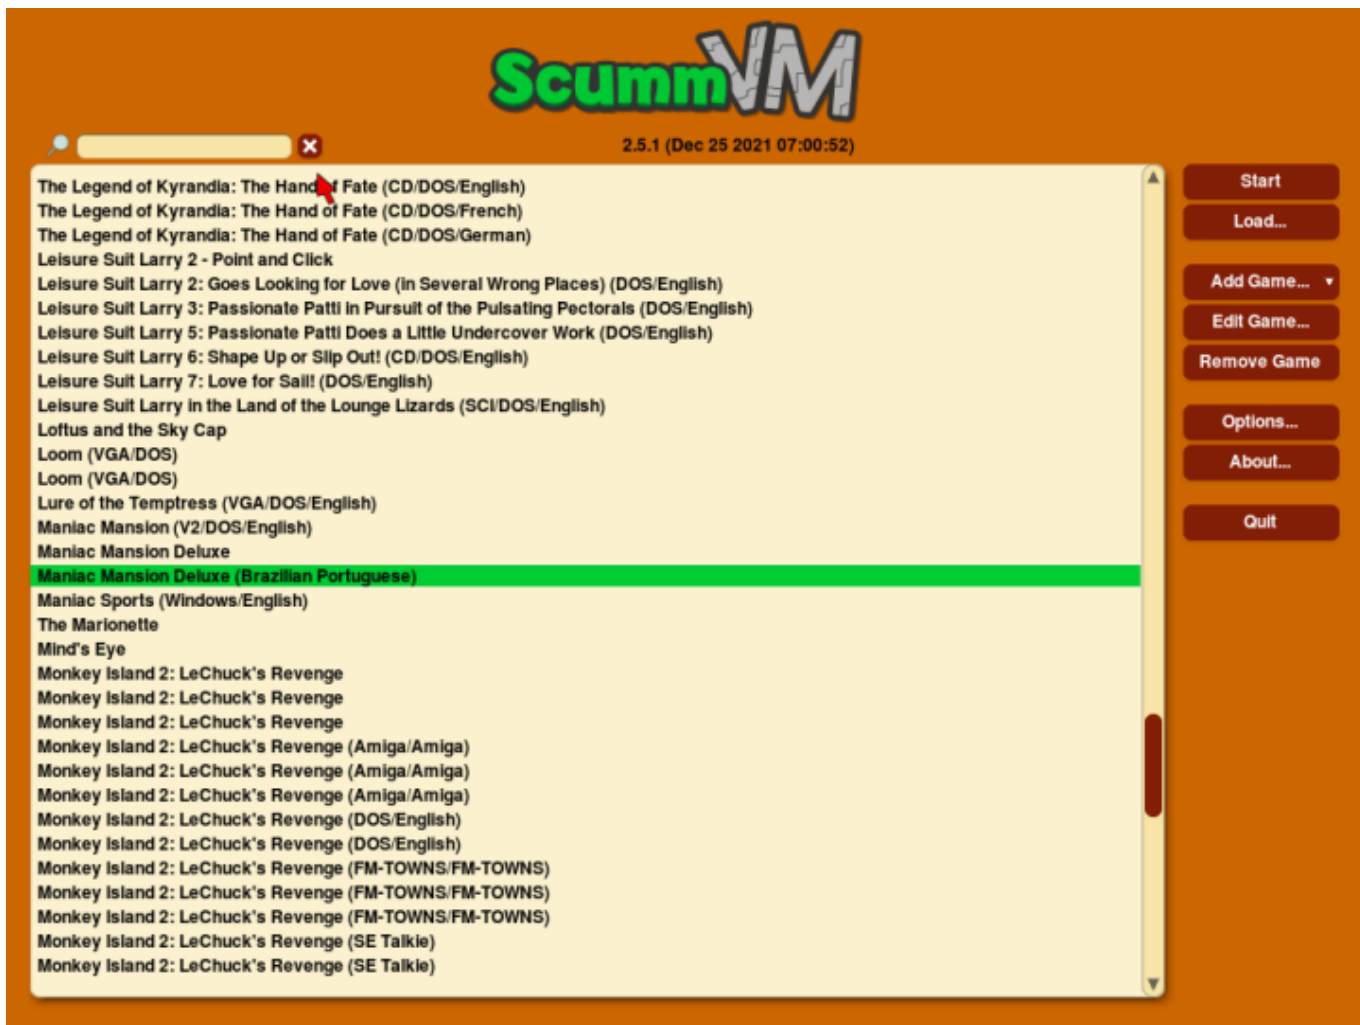 ScummVM
2.5.1 (Dec 25 2021 07:00:52)
The Legend of Kyrandia: The Hand of Fate (CD/DOS/English)
The Legend of Kyrandia: The Hand of Fate (CD/DOS/French)
The Legend of Kyrandia: The Hand of Fate (CD/DOS/German)
Leisure Suit Larry 2 - Point and Click
Leisure Suit Larry 2: Goes Looking for Love (in Several Wrong Places) (DOS/English)
Leisure Suit Larry 3: Passionate Patti in Pursuit of the Pulsating Pectorals (DOS/English)
Leisure Suit Larry 5: Passionate Patti Does a Little Undercover Work (DOS/English)
Leisure Suit Larry 6: Shape Up or Slip Out! (CD/DOS/English)
Leisure Suit Larry 7: Love for Sail! (DOS/English)
Leisure Suit Larry in the Land of the Lounge Lizards (SCI/DOS/English)
Loftus and the Sky Cap
Loom (VGA/DOS)
Loom (VGA/DOS)
Lure of the Temptress (VGA/DOS/English)
Maniac Mansion (V2/DOS/English)
Maniac Mansion Deluxe
Maniac Mansion Deluxe (Brazilian Portuguese)
Maniac Sports (Windows/English)
The Marionette
Mind's Eye
Monkey Island 2: LeChuck's Revenge
Monkey Island 2: LeChuck's Revenge
Monkey Island 2: LeChuck's Revenge
Monkey Island 2: LeChuck's Revenge (Amiga/Amiga)
Monkey Island 2: LeChuck's Revenge (Amiga/Amiga)
Monkey Island 2: LeChuck's Revenge (Amiga/Amiga)
Monkey Island 2: LeChuck's Revenge (DOS/English)
Monkey Island 2: LeChuck's Revenge (DOS/English)
Monkey Island 2: LeChuck's Revenge (FM-TOWNS/FM-TOWNS)
Monkey Island 2: LeChuck's Revenge (FM-TOWNS/FM-TOWNS)
Monkey Island 2: LeChuck's Revenge (FM-TOWNS/FM-TOWNS)
Monkey Island 2: LeChuck's Revenge (SE Talkie)
Monkey Island 2: LeChuck's Revenge (SE Talkie)
Start
Load...
Add Game...
Edit Game...
Remove Game
Options...
About...
Quit